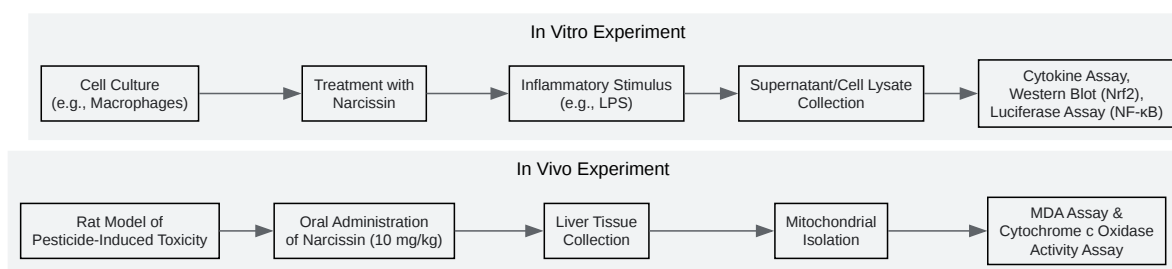 In Vitro Experiment
Cell Culture
(e.g., Macrophages)
Treatment with
Narcissin
Inflammatory Stimulus
(e.g., LPS)
Supernatant/Cell Lysate
Collection
Cytokine Assay,
Western Blot (Nrf2),
Luciferase Assay (NF-κB)
In Vivo Experiment
Rat Model of
Pesticide-Induced Toxicity
Oral Administration
of Narcissin (10 mg/kg)
Liver Tissue
Collection
Mitochondrial
Isolation
MDA Assay &
Cytochrome c Oxidase
Activity Assay